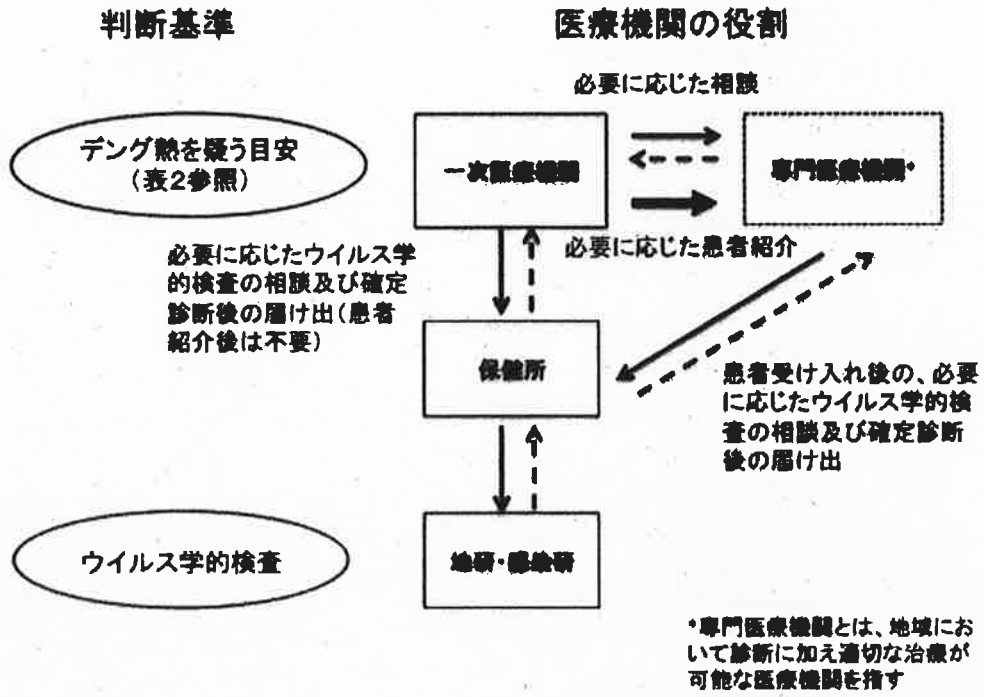 判断基準
医療機関の役割
必要に応じた相談
デング熱を疑う目安
(表2参照)
一次医療機関
専門医療機関*
必要に応じた患者紹介
必要に応じたウイルス学
的検査の相談及び確定
診断後の届け出(患者
紹介後は不要)
保健所
患者受け入れ後の、必要
に応じたウイルス学的検
査の相談及び確定診断
後の届け出
ウイルス学的検査
地研・感染研
*専門医療機関とは、地域にお
いて診断に加え適切な治療が
可能な医療機関を指す